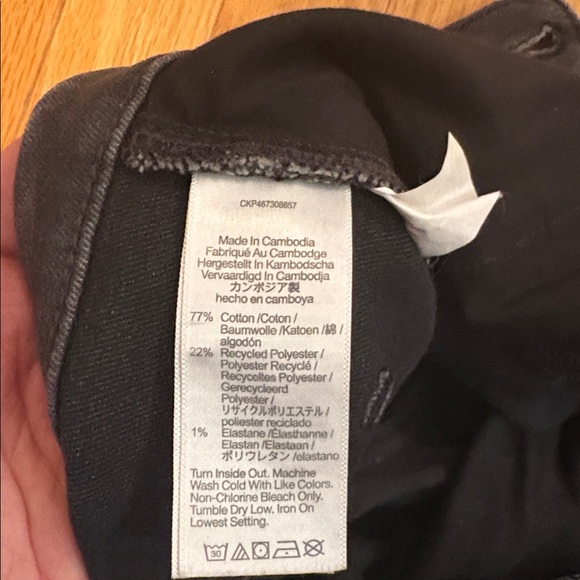 CKP467308657
Made In Cambodia
Fabriqué Au Cambodge
Hergestellt In Kambodscha
Vervaardigd In Cambodja
カンボジア製
hecho en camboya
77% Cotton /Coton /
Baumwolle /Katoen /綿 /
algodón
22% Recycled Polyester /
Polyester Recyclé /
Recyceltes Polyester /
Gerecycleerd
Polyester /
リサイクルポリエステル /
poliester reciclado
1% Elastane /Élasthanne /
Elastan /Elastaan /
ポリウレタン /elastano
Turn Inside Out. Machine
Wash Cold With Like Colors.
Non-Chlorine Bleach Only.
Tumble Dry Low. Iron On
Lowest Setting.
30